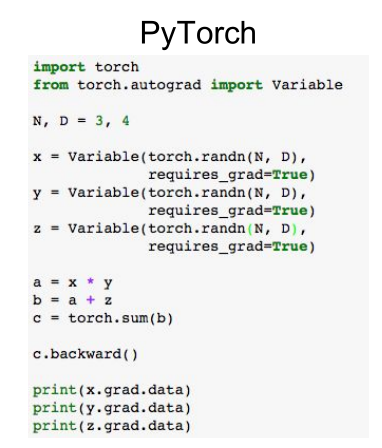 PyTorch
import torch
from torch.autograd import Variable
N, D = 3, 4
x = Variable(torch.randn(N, D),
             requires_grad=True)
y = Variable(torch.randn(N, D),
             requires_grad=True)
z = Variable(torch.randn(N, D),
             requires_grad=True)
a = x * y
b = a + z
c = torch.sum(b)
c.backward()
print(x.grad.data)
print(y.grad.data)
print(z.grad.data)